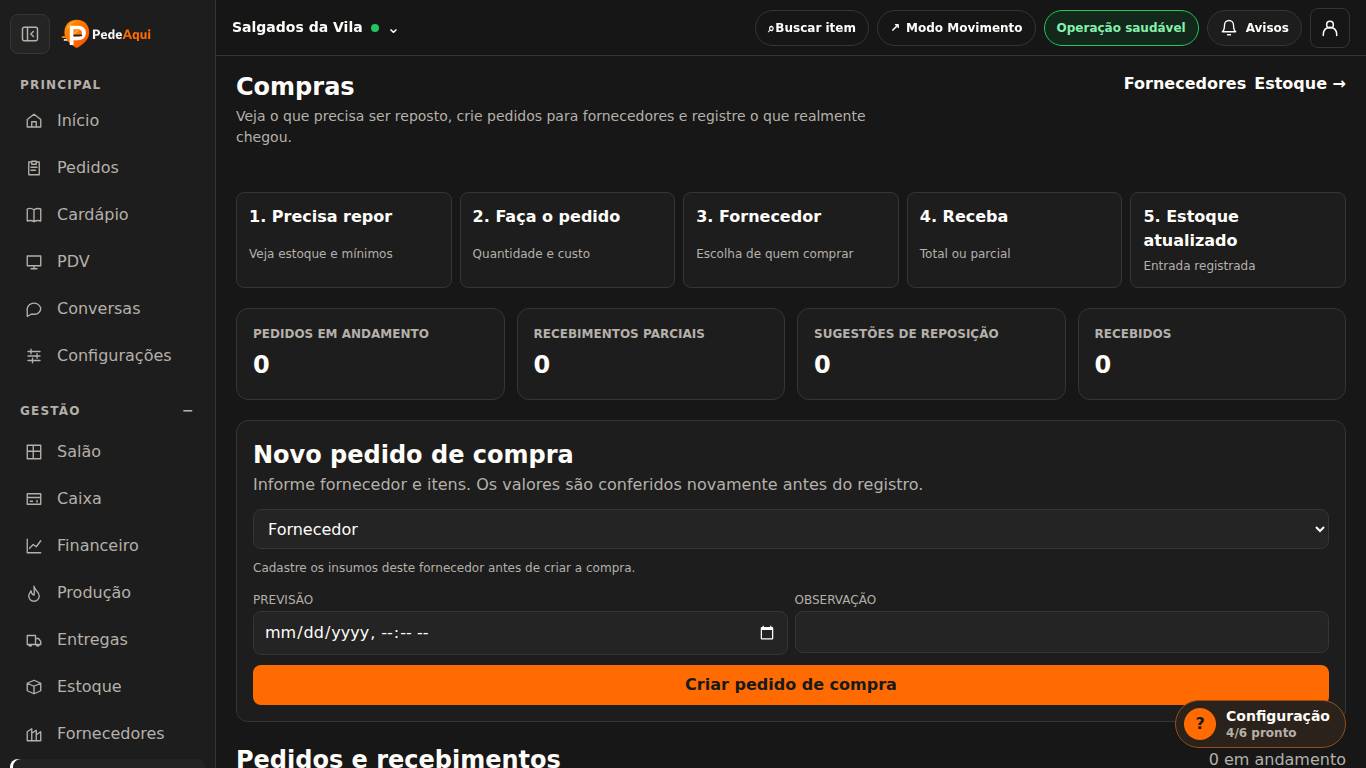 PedeAqui
PRINCIPAL
Início
Pedidos
Cardápio
PDV
Conversas
Configurações
GESTÃO −
Salão
Caixa
Financeiro
Produção
Entregas
Estoque
Fornecedores
Salgados da Vila
Buscar item
↗ Modo Movimento
Operação saudável
Avisos
Compras
Fornecedores Estoque →
Veja o que precisa ser reposto, crie pedidos para fornecedores e registre o que realmente
chegou.
1. Precisa repor
Veja estoque e mínimos
2. Faça o pedido
Quantidade e custo
3. Fornecedor
Escolha de quem comprar
4. Receba
Total ou parcial
5. Estoque
atualizado
Entrada registrada
PEDIDOS EM ANDAMENTO
0
RECEBIMENTOS PARCIAIS
0
SUGESTÕES DE REPOSIÇÃO
0
RECEBIDOS
0
Novo pedido de compra
Informe fornecedor e itens. Os valores são conferidos novamente antes do registro.
Fornecedor
Cadastre os insumos deste fornecedor antes de criar a compra.
PREVISÃO
mm/dd/yyyy, --:-- --
OBSERVAÇÃO
Criar pedido de compra
? Configuração
4/6 pronto
Pedidos e recebimentos
0 em andamento